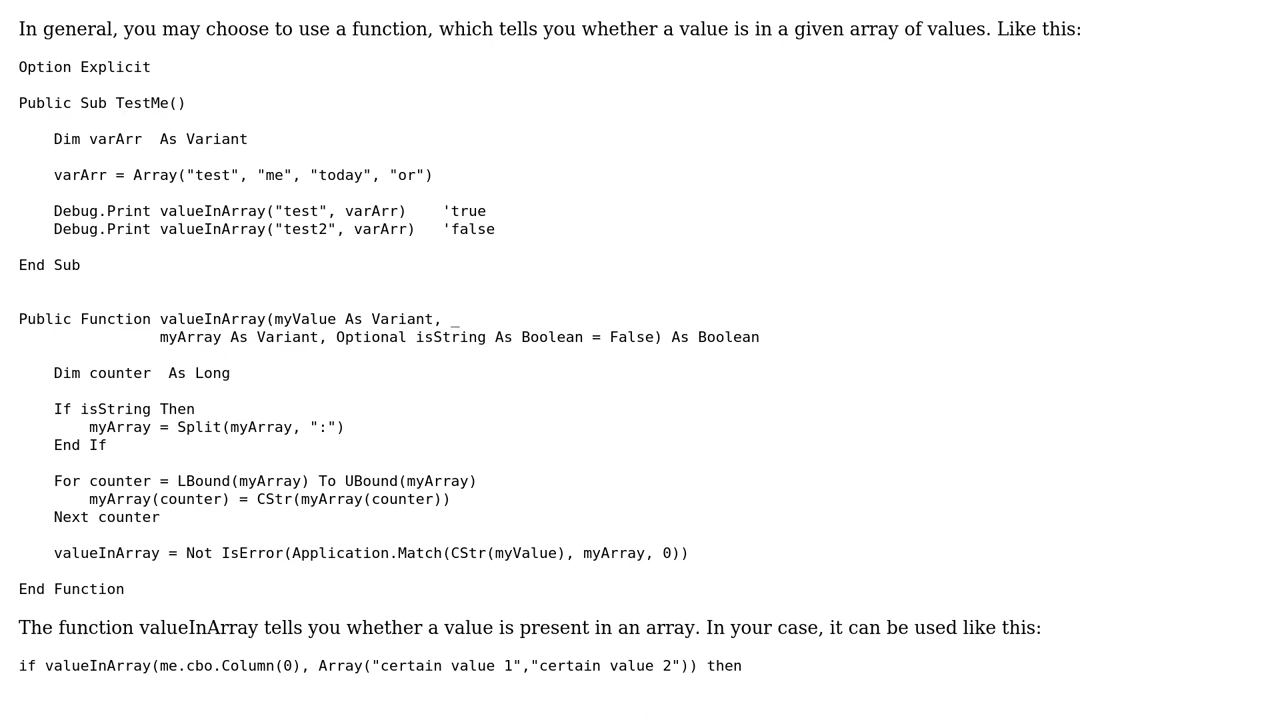 In general, you may choose to use a function, which tells you whether a value is in a given array of values. Like this:
Option Explicit
Public Sub TestMe()
    Dim varArr  As Variant
    varArr = Array("test", "me", "today", "or")
    Debug.Print valueInArray("test", varArr)    'true
    Debug.Print valueInArray("test2", varArr)   'false
End Sub
Public Function valueInArray(myValue As Variant, _
                myArray As Variant, Optional isString As Boolean = False) As Boolean
    Dim counter  As Long
    If isString Then
        myArray = Split(myArray, ":")
    End If
    For counter = LBound(myArray) To UBound(myArray)
        myArray(counter) = CStr(myArray(counter))
    Next counter
    valueInArray = Not IsError(Application.Match(CStr(myValue), myArray, 0))
End Function
The function valueInArray tells you whether a value is present in an array. In your case, it can be used like this:
if valueInArray(me.cbo.Column(0), Array("certain value 1","certain value 2")) then